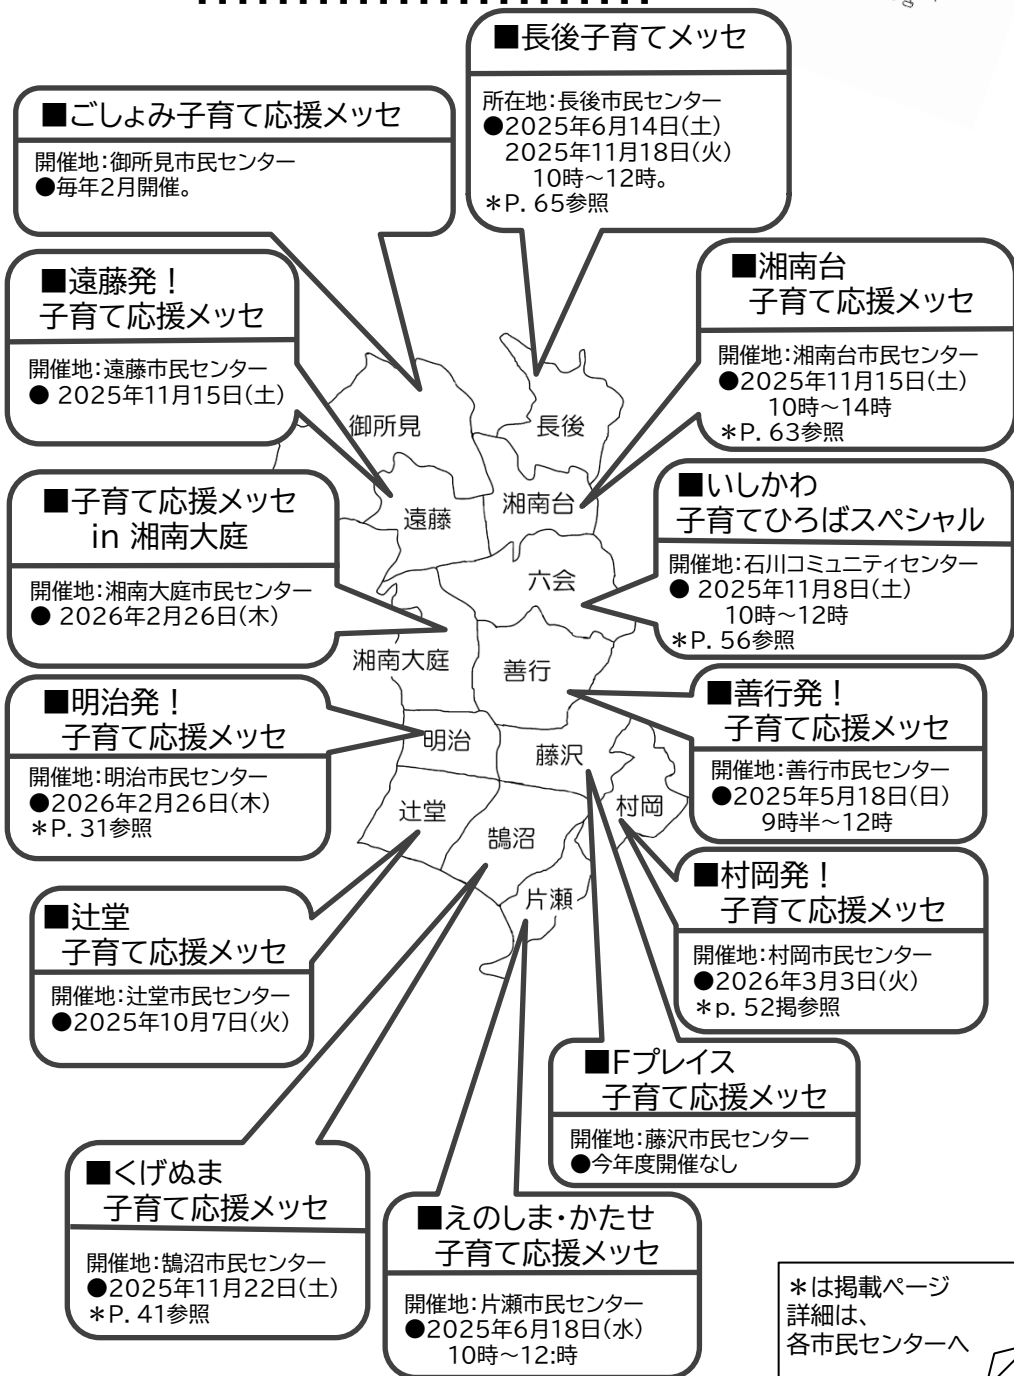 ■長後子育てメッセ
所在地:長後市民センター
●2025年6月14日(土)
2025年11月18日(火)
10時～12時。
＊P. 65参照
■ごしょみ子育て応援メッセ
開催地:御所見市民センター
●毎年2月開催。
■遠藤発！
子育て応援メッセ
開催地:遠藤市民センター
● 2025年11月15日(土)
■湘南台
子育て応援メッセ
開催地:湘南台市民センター
●2025年11月15日(土)
10時～14時
＊P. 63参照
■子育て応援メッセ
in 湘南大庭
開催地:湘南大庭市民センター
● 2026年2月26日(木)
■いしかわ
子育てひろばスペシャル
開催地:石川コミュニティセンター
● 2025年11月8日(土)
10時～12時
＊P. 56参照
■明治発！
子育て応援メッセ
開催地:明治市民センター
●2026年2月26日(木)
＊P. 31参照
■善行発！
子育て応援メッセ
開催地:善行市民センター
●2025年5月18日(日)
9時半～12時
■辻堂
子育て応援メッセ
開催地:辻堂市民センター
●2025年10月7日(火)
■村岡発！
子育て応援メッセ
開催地:村岡市民センター
●2026年3月3日(火)
＊p. 52掲参照
■Fプレイス
子育て応援メッセ
開催地:藤沢市民センター
●今年度開催なし
■くげぬま
子育て応援メッセ
開催地:鵠沼市民センター
●2025年11月22日(土)
＊P. 41参照
■えのしま・かたせ
子育て応援メッセ
開催地:片瀬市民センター
●2025年6月18日(水)
10時～12:時
御所見
長後
遠藤
湘南台
六会
湘南大庭
善行
明治
藤沢
辻堂
鵠沼
村岡
片瀬
＊は掲載ページ
詳細は、
各市民センターへ